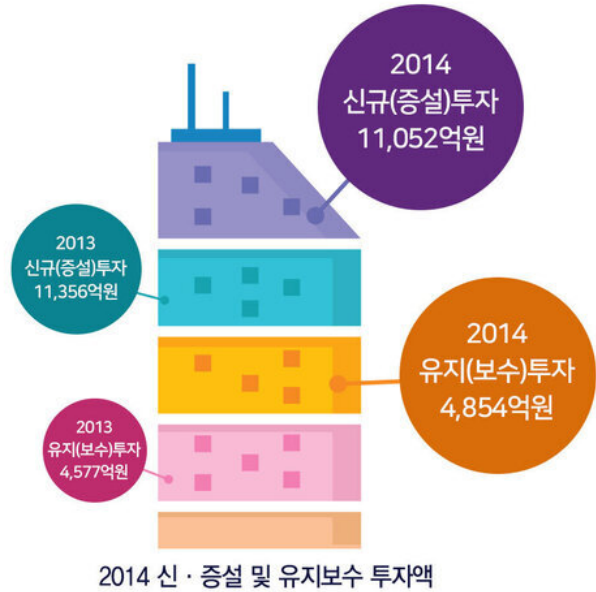 2014
신규(증설)투자
11,052억원
2013
신규(증설)투자
11,356억원
2014
유지(보수)투자
4,854억원
2013
유지(보수)투자
4,577억원
2014 신 · 증설 및 유지보수 투자액